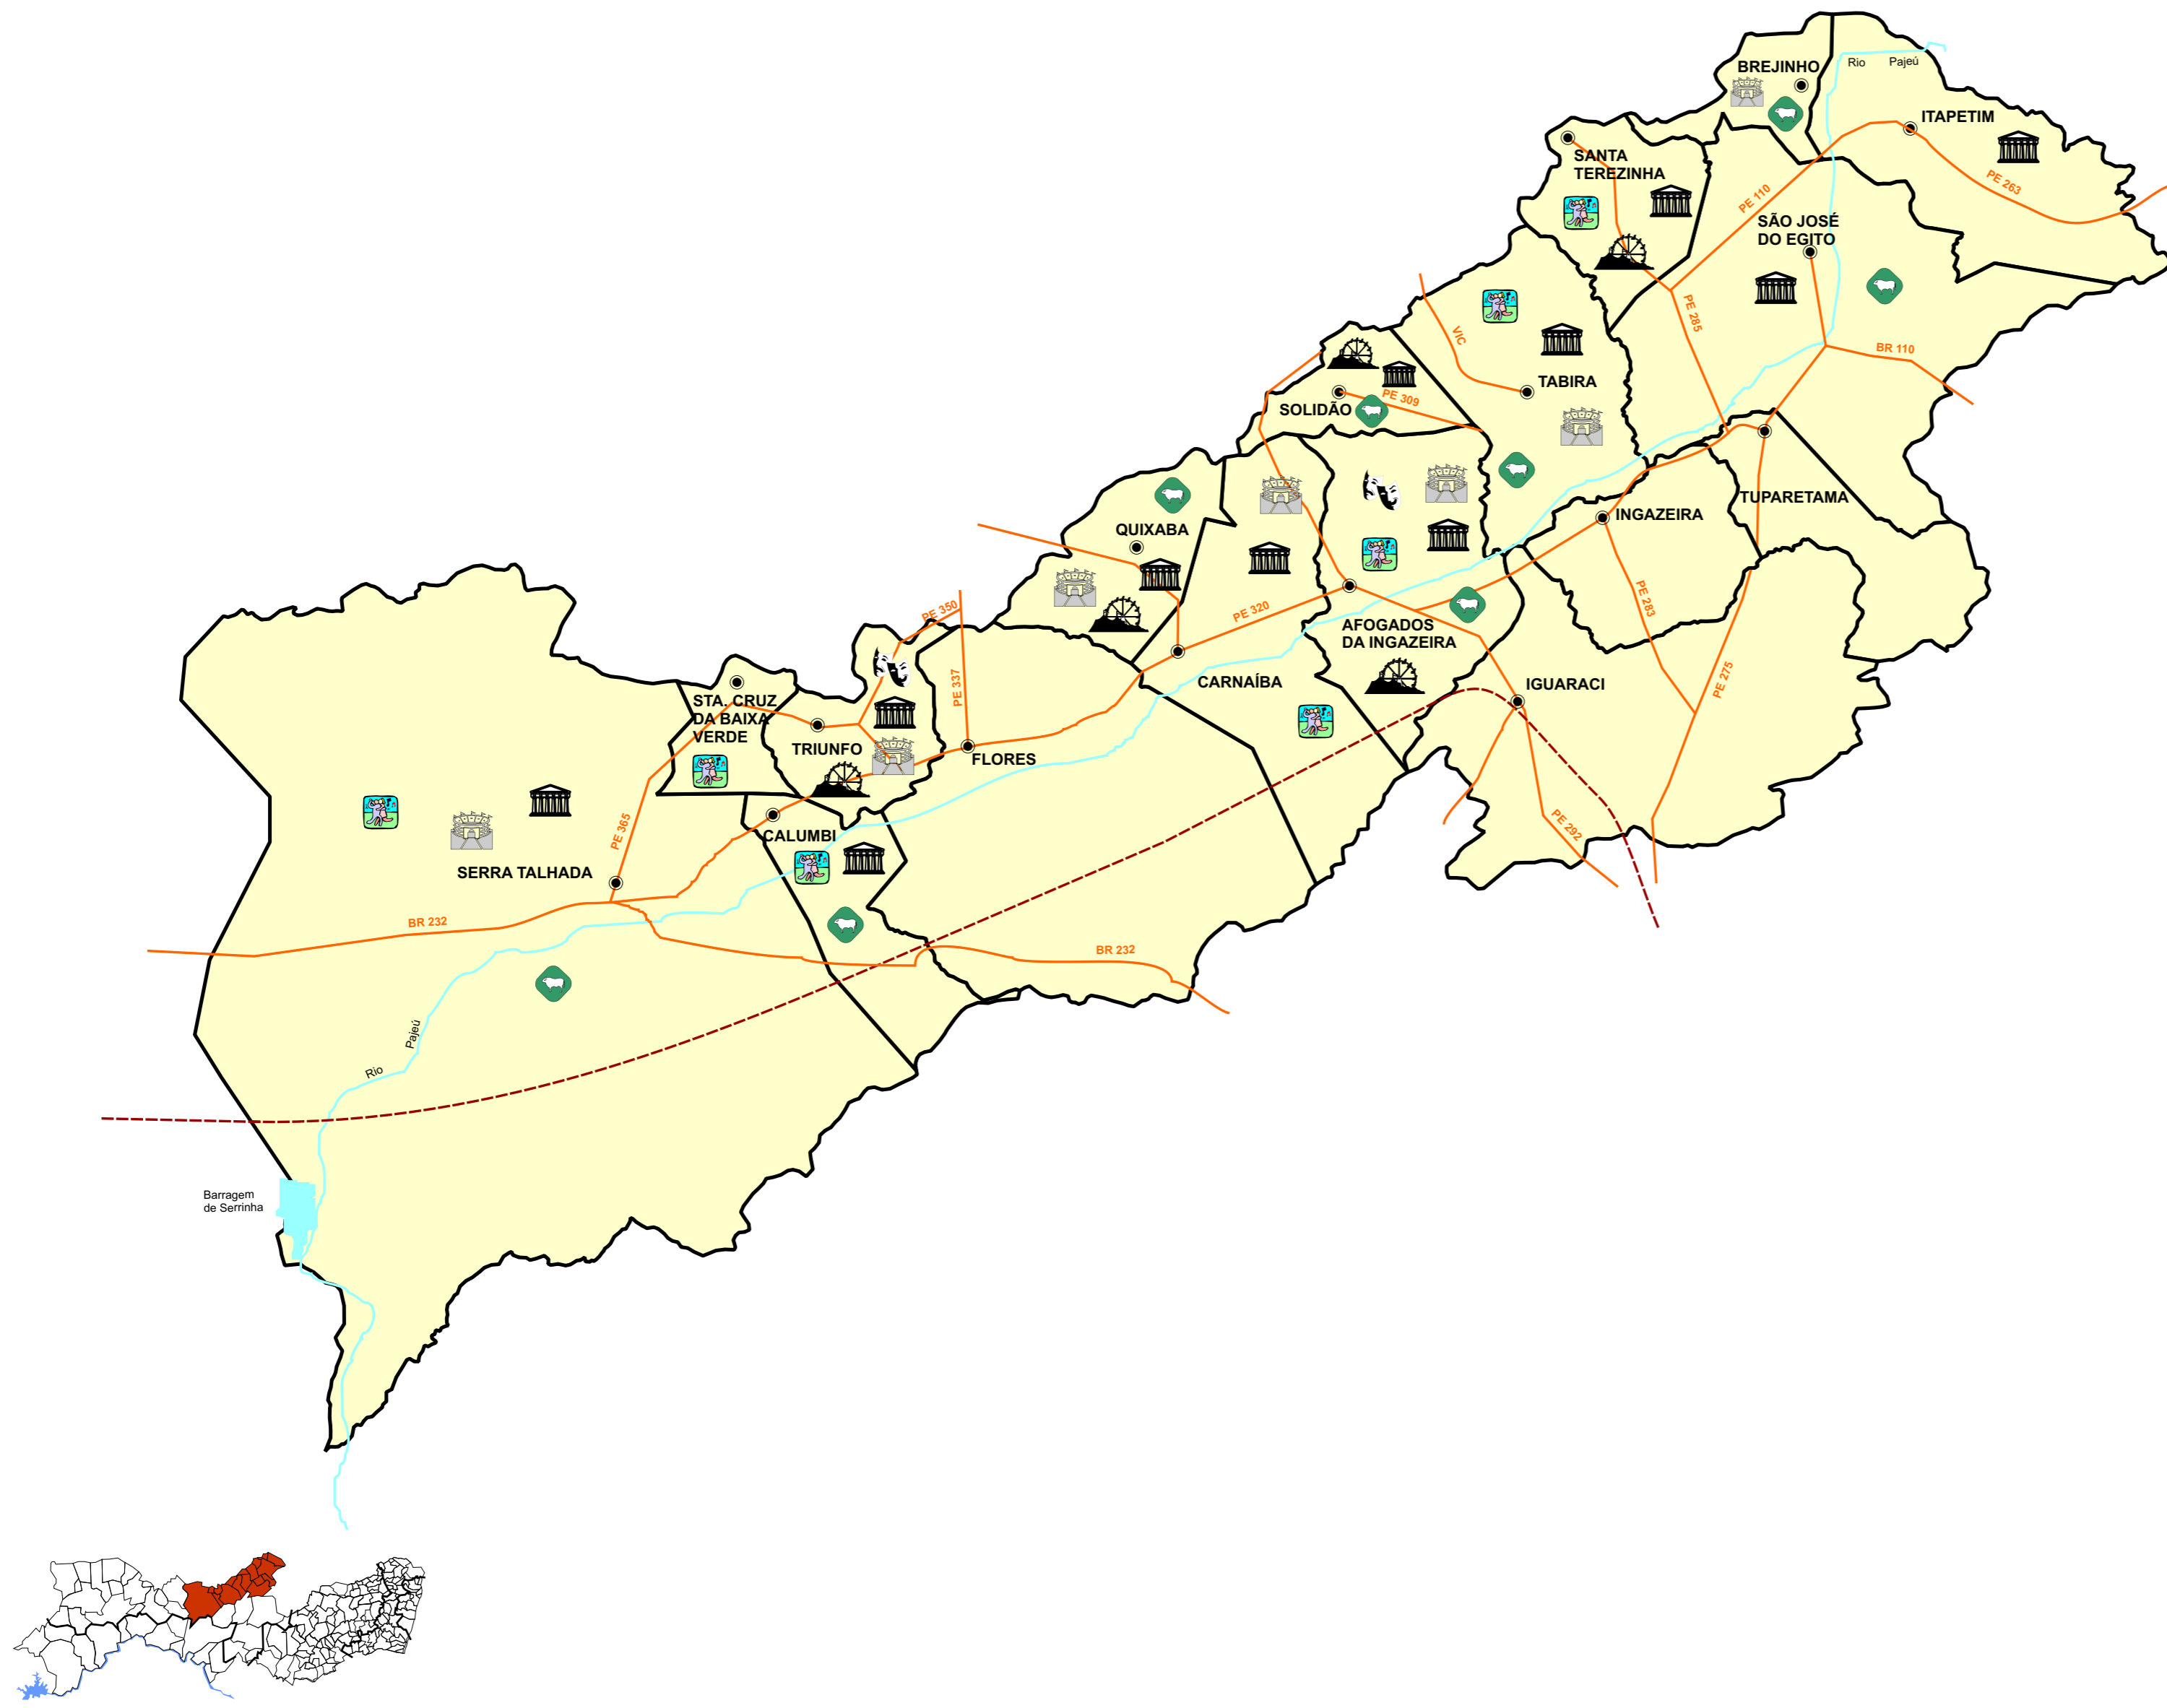 BREJINHO
Rio Pajeú
ITAPETIM
SANTA
TEREZINHA
PE 263
PE 110
SÃO JOSÉ
DO EGITO
PE 285
VIC
BR 110
TABIRA
SOLIDÃO
PE 309
TUPARETAMA
INGAZEIRA
QUIXABA
PE 283
PE 350
PE 320
AFOGADOS
DA INGAZEIRA
CARNAÍBA
IGUARACI
PE 275
PE 337
STA. CRUZ
DA BAIXA
VERDE
TRIUNFO
FLORES
PE 365
CALUMBI
PE 292
SERRA TALHADA
BR 232
BR 232
Rio Pajeú
Barragem
de Serrinha